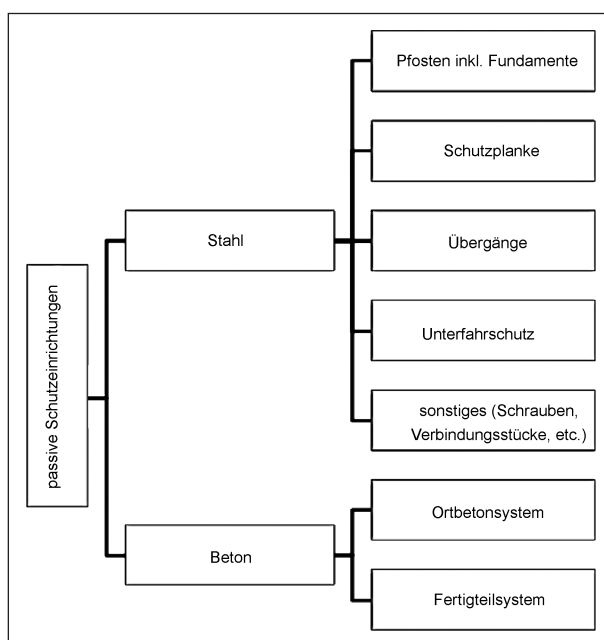 passive Schutzeinrichtungen
Stahl
Pfosten inkl. Fundamente
Schutzplanke
Übergänge
Unterfahrschutz
sonstiges (Schrauben,
Verbindungsstücke, etc.)
Beton
Ortbetonsystem
Fertigteilsystem